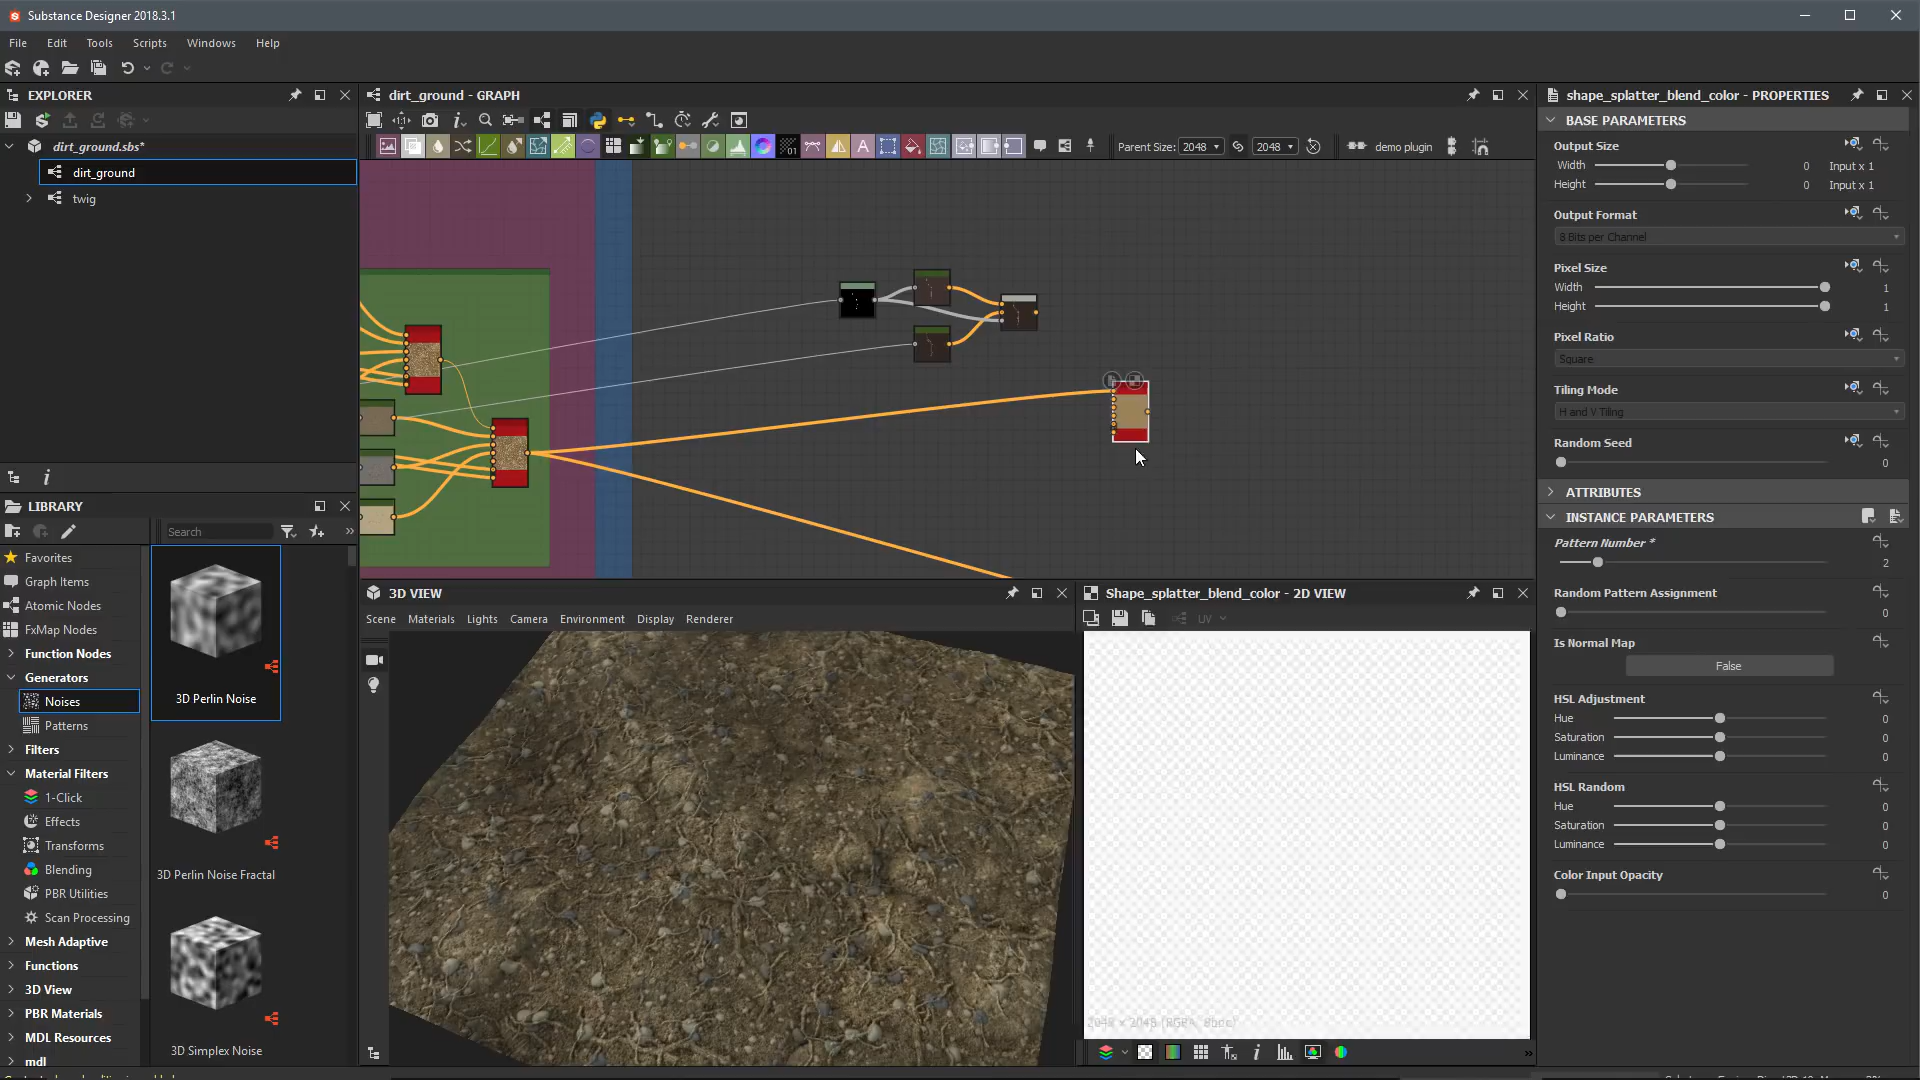 Substance Designer 2018.3.1
File Edit Tools Scripts Windows Help
EXPLORER
dirt_ground.sbs*
dirt_ground
twig
LIBRARY
Search
Favorites
Graph Items
Atomic Nodes
FxMap Nodes
Function Nodes
Generators
Noises
Patterns
Filters
Material Filters
1-Click
Effects
Transforms
Blending
PBR Utilities
Scan Processing
Mesh Adaptive
Functions
3D View
PBR Materials
MDL Resources
mdl
3D Perlin Noise
3D Perlin Noise Fractal
3D Simplex Noise
dirt_ground - GRAPH
Parent Size: 2048 2048 demo plugin
3D VIEW
Scene Materials Lights Camera Environment Display Renderer
Shape_splatter_blend_color - 2D VIEW
UV
2048 x 2048 (RGBA, 8bpc)
shape_splatter_blend_color - PROPERTIES
BASE PARAMETERS
Output Size
Width 0 Input x 1
Height 0 Input x 1
Output Format
8 Bits per Channel
Pixel Size
Width 1
Height 1
Pixel Ratio
Square
Tiling Mode
H and V Tiling
Random Seed
0
ATTRIBUTES
INSTANCE PARAMETERS
Pattern Number *
2
Random Pattern Assignment
0
Is Normal Map
False
HSL Adjustment
Hue 0
Saturation 0
Luminance 0
HSL Random
Hue 0
Saturation 0
Luminance 0
Color Input Opacity
0